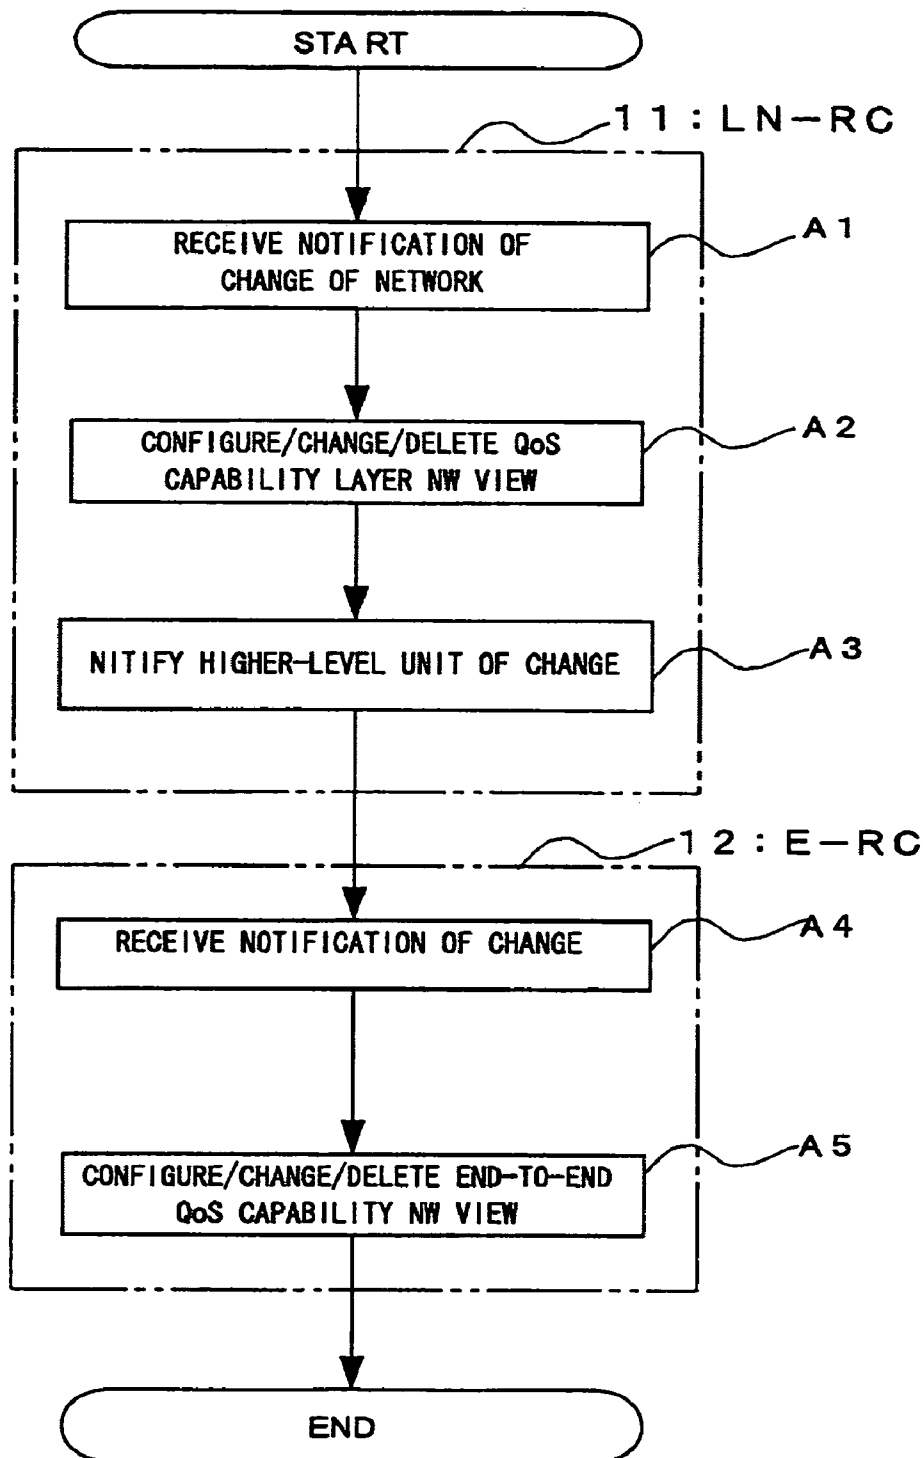 START
11:LN-RC
RECEIVE NOTIFICATION OF
CHANGE OF NETWORK
A1
CONFIGURE/CHANGE/DELETE QoS
CAPABILITY LAYER NW VIEW
A2
NITIFY HIGHER-LEVEL UNIT OF CHANGE
A3
12:E-RC
RECEIVE NOTIFICATION OF CHANGE
A4
CONFIGURE/CHANGE/DELETE END-TO-END
QoS CAPABILITY NW VIEW
A5
END